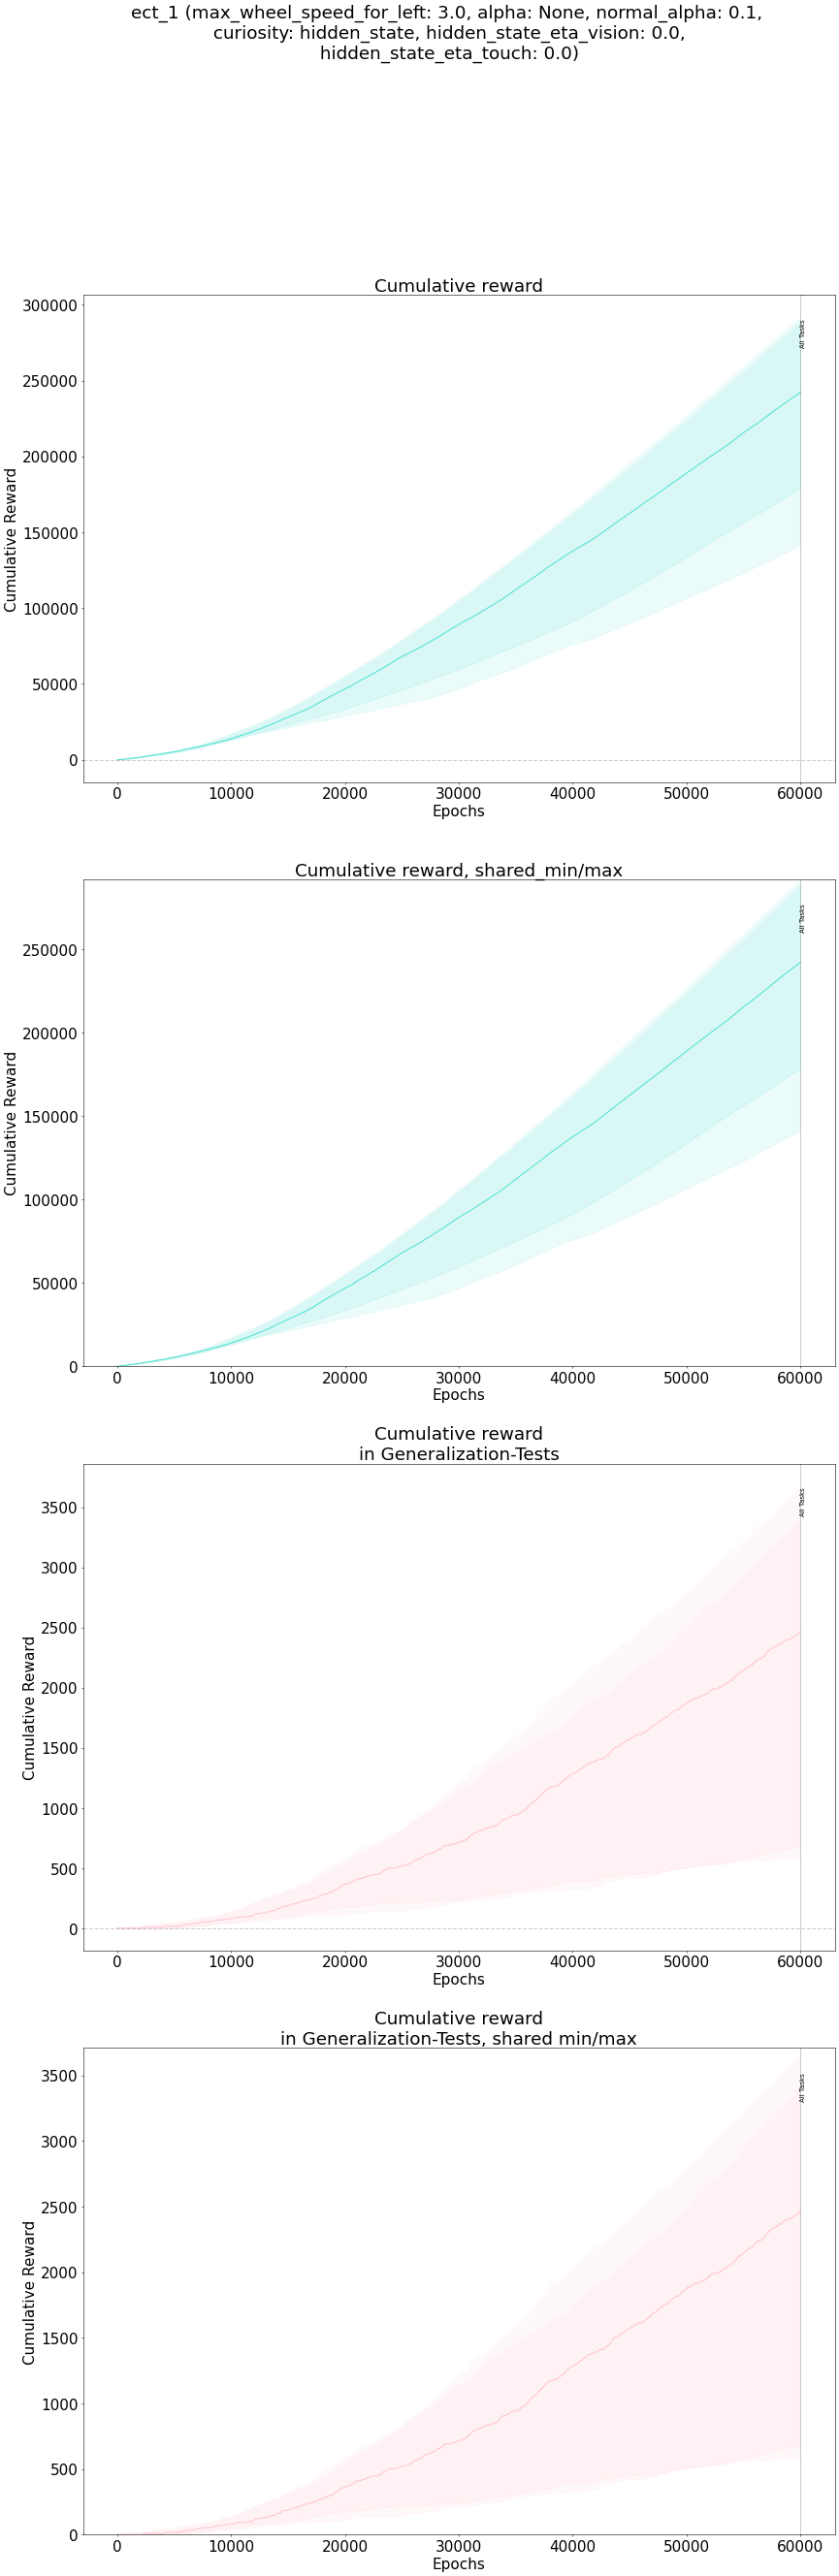 ect_1 (max_wheel_speed_for_left: 3.0, alpha: None, normal_alpha: 0.1,
curiosity: hidden_state, hidden_state_eta_vision: 0.0,
hidden_state_eta_touch: 0.0)
Cumulative reward
300000
250000
200000
150000
100000
50000
0
Cumulative Reward
All Tasks
0 10000 20000 30000 40000 50000 60000
Epochs
Cumulative reward, shared_min/max
250000
200000
150000
100000
50000
0
Cumulative Reward
All Tasks
0 10000 20000 30000 40000 50000 60000
Epochs
Cumulative reward
in Generalization-Tests
3500
3000
2500
2000
1500
1000
500
0
Cumulative Reward
All Tasks
0 10000 20000 30000 40000 50000 60000
Epochs
Cumulative reward
in Generalization-Tests, shared min/max
3500
3000
2500
2000
1500
1000
500
0
Cumulative Reward
All Tasks
0 10000 20000 30000 40000 50000 60000
Epochs